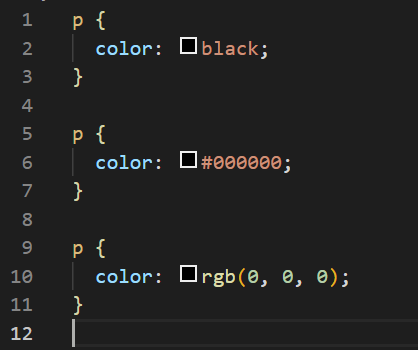 1 p {
2   color: black;
3 }
4
5 p {
6   color: #000000;
7 }
8
9 p {
10   color: rgb(0, 0, 0);
11 }
12